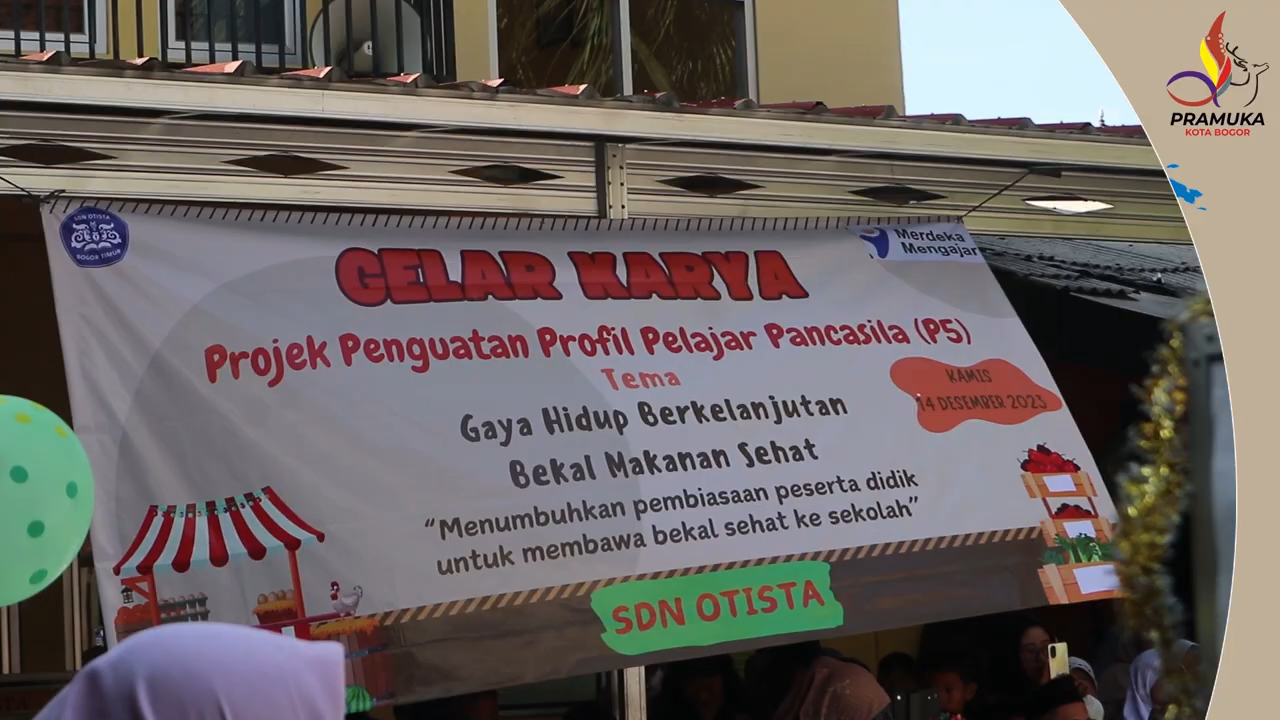 PRAMUKA
KOTA BOGOR
SDN OTISTA
BOGOR TIMUR
Merdeka
Mengajar
GELAR KARYA
Projek Penguatan Profil Pelajar Pancasila (P5)
Tema
KAMIS
14 DESEMBER 2023
Gaya Hidup Berkelanjutan
Bekal Makanan Sehat
“Menumbuhkan pembiasaan peserta didik
untuk membawa bekal sehat ke sekolah”
SDN OTISTA